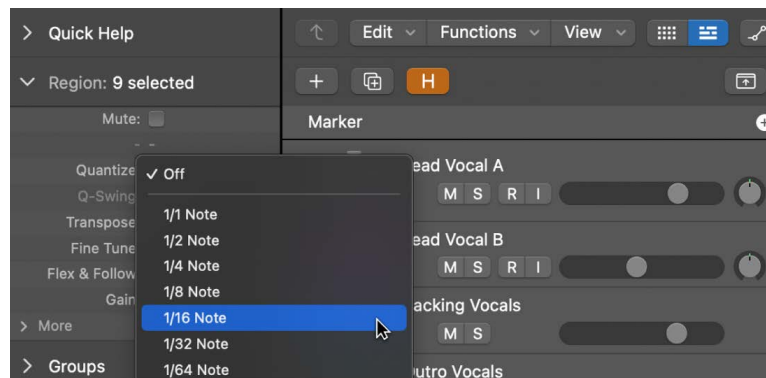 Quick Help
Edit Functions View
Region: 9 selected
H
Mute:
Marker
- -
Quantize
Off
ead Vocal A
Q-Swing
M S R I
1/1 Note
Transpose
1/2 Note
ead Vocal B
Fine Tune
1/4 Note
M S R I
Flex & Follow
1/8 Note
Gain
1/16 Note
acking Vocals
More
1/32 Note
M S
Groups
1/64 Note
utro Vocals